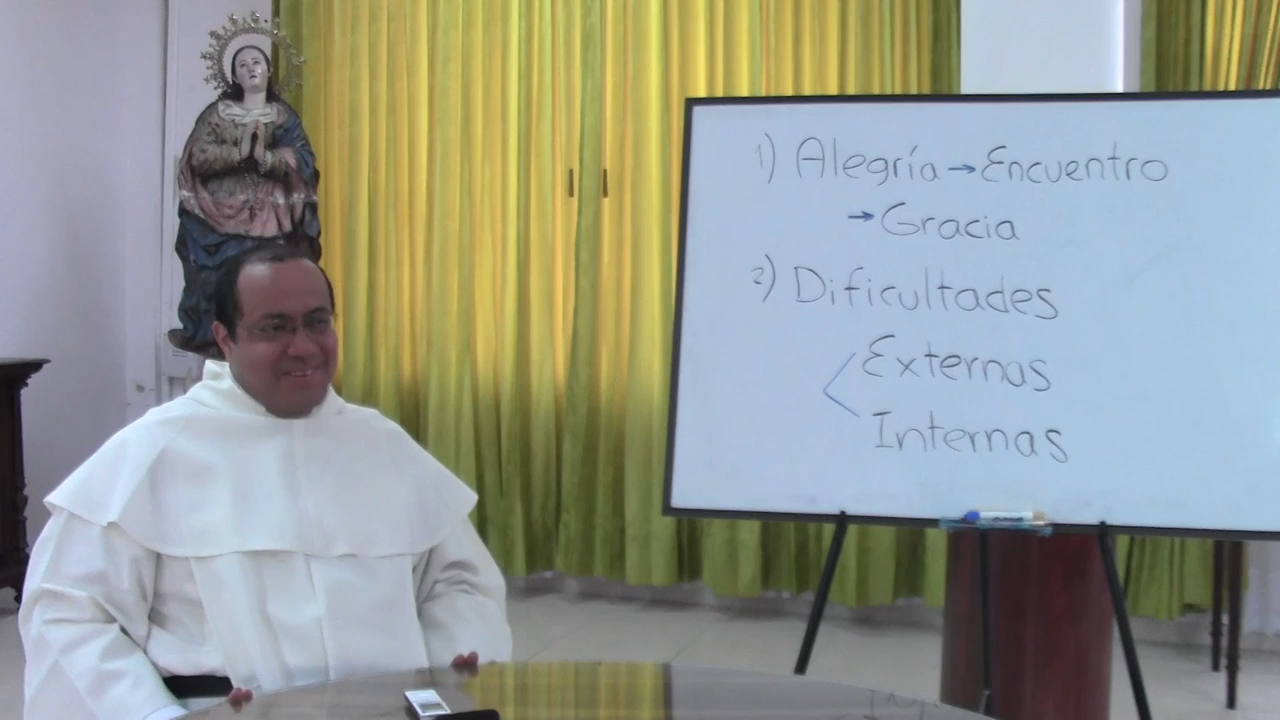 1) Alegría → Encuentro
→ Gracia
2) Dificultades
Externas
Internas